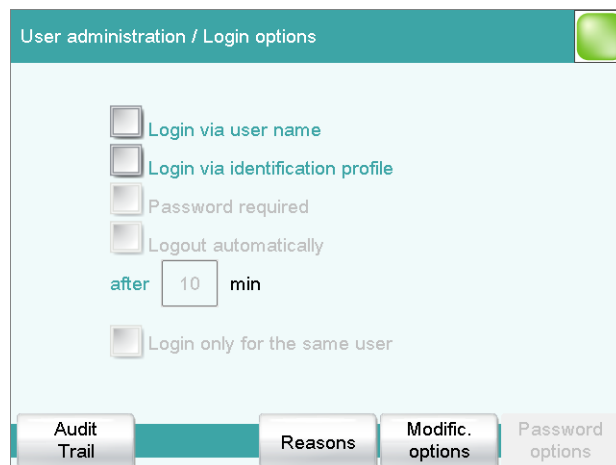 User administration / Login options
Login via user name
Login via identification profile
Password required
Logout automatically
after 10 min
Login only for the same user
Audit
Trail
Reasons
Modific.
options
Password
options